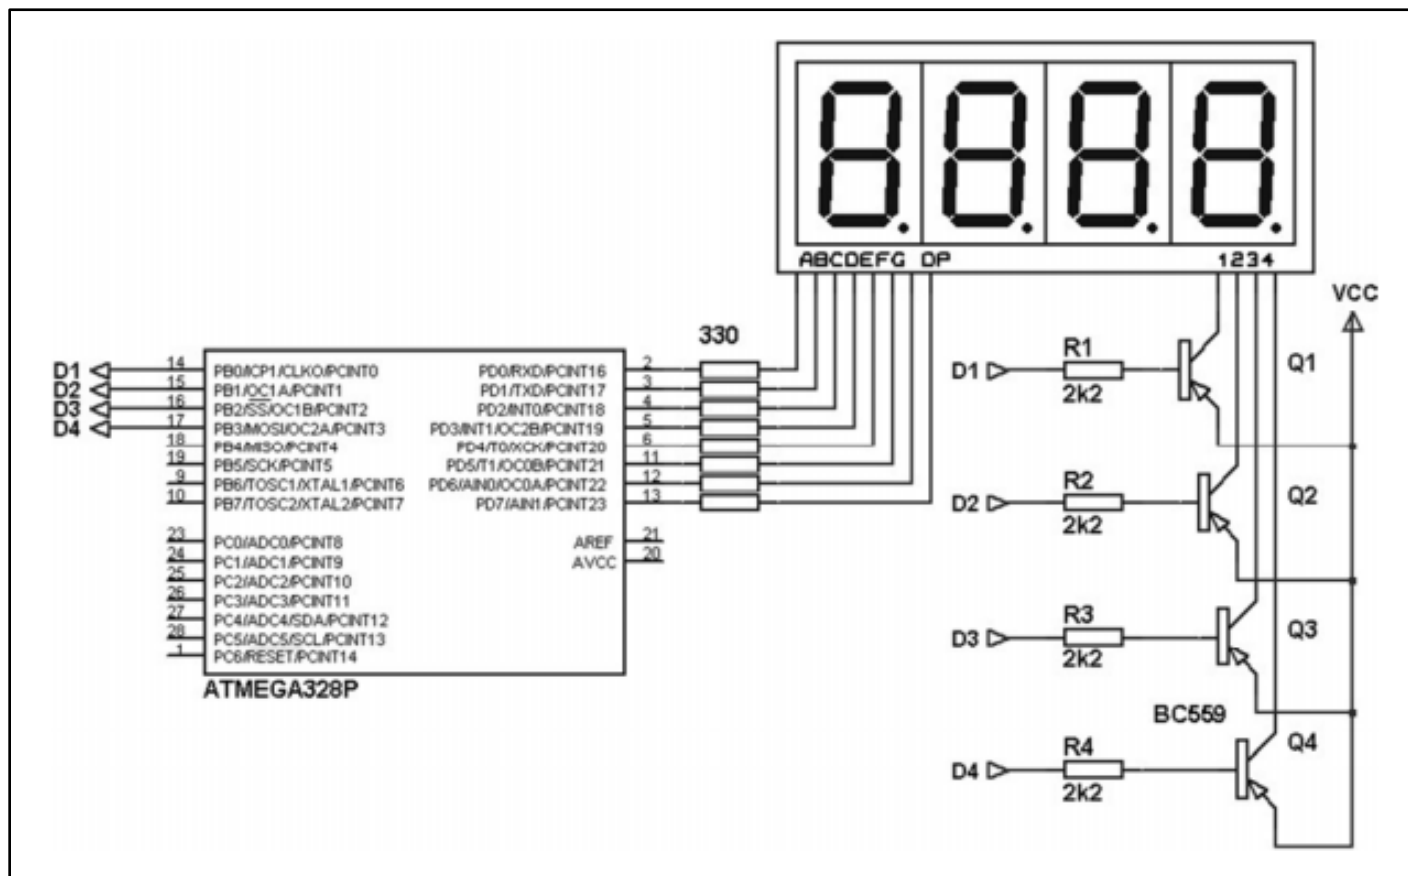 ABCDEFG DP
1234
VCC
330
D1
14
PB0/ICP1/CLKO/PCINT0
PD0/RXD/PCINT16
2
D2
15
PB1/OC1A/PCINT1
PD1/TXD/PCINT17
3
D3
16
PB2/SS/OC1B/PCINT2
PD2/INT0/PCINT18
4
D4
17
PB3/MOSI/OC2A/PCINT3
PD3/INT1/OC2B/PCINT19
5
18
PB4/MISO/PCINT4
PD4/T0/XCK/PCINT20
6
19
PB5/SCK/PCINT5
PD5/T1/OC0B/PCINT21
11
9
PB6/TOSC1/XTAL1/PCINT6
PD6/AIN0/OC0A/PCINT22
12
10
PB7/TOSC2/XTAL2/PCINT7
PD7/AIN1/PCINT23
13
23
PC0/ADC0/PCINT8
AREF
21
24
PC1/ADC1/PCINT9
AVCC
20
25
PC2/ADC2/PCINT10
26
PC3/ADC3/PCINT11
27
PC4/ADC4/SDA/PCINT12
28
PC5/ADC5/SCL/PCINT13
1
PC6/RESET/PCINT14
ATMEGA328P
D1
R1
2k2
Q1
D2
R2
2k2
Q2
D3
R3
2k2
Q3
BC559
D4
R4
2k2
Q4